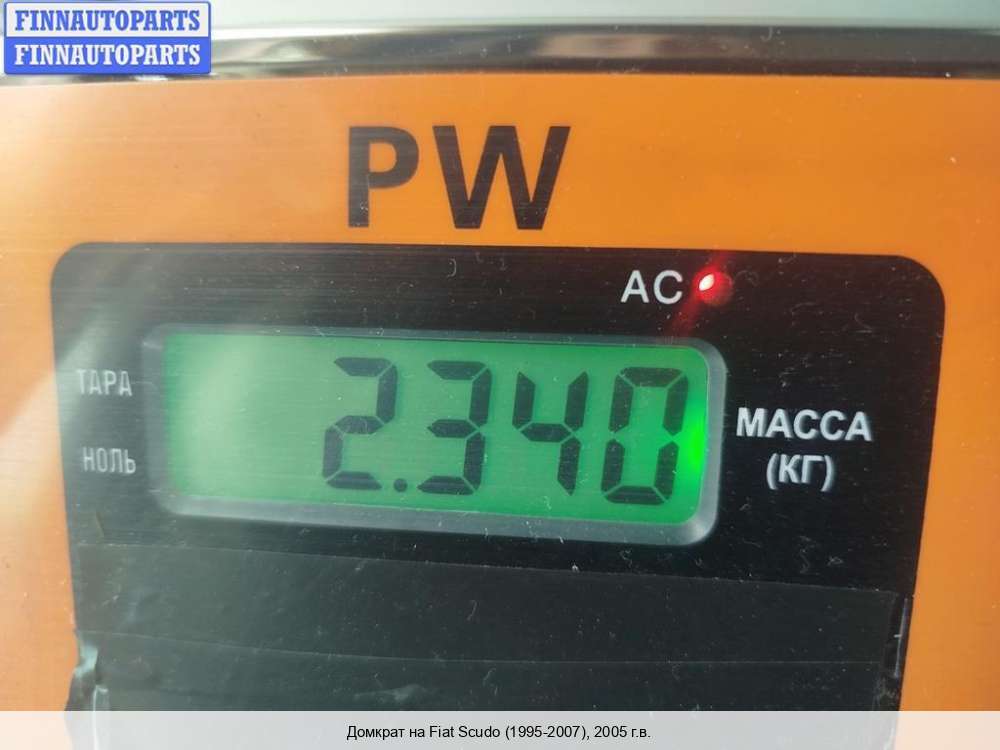 FINNAUTOPARTS
FINNAUTOPARTS
PW
AC
ТАРА
2.340
МАССА
(КГ)
НОЛЬ
Домкрат на Fiat Scudo (1995-2007), 2005 г.в.